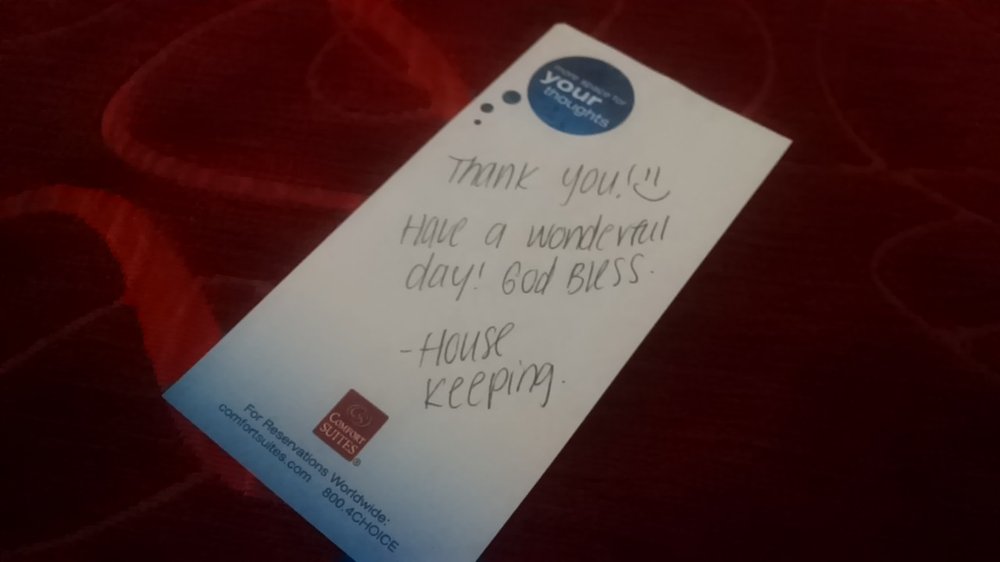 more space for
your
thoughts
Thank you!
Have a wonderful
day! God Bless.
- House
keeping.
COMFORT
SUITES®
For Reservations Worldwide:
comfortsuites.com 800.4CHOICE